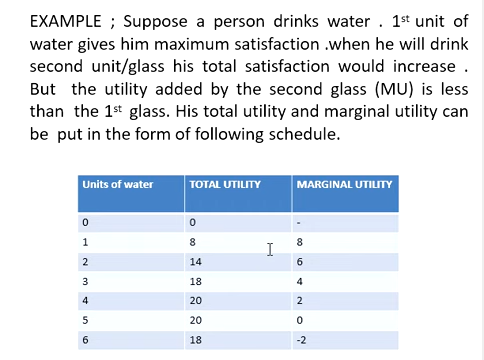 EXAMPLE ; Suppose a person drinks water . 1st unit of
water gives him maximum satisfaction .when he will drink
second unit/glass his total satisfaction would increase .
But the utility added by the second glass (MU) is less
than the 1st glass. His total utility and marginal utility can
be put in the form of following schedule.
Units of water TOTAL UTILITY MARGINAL UTILITY
0 0 -
1 8 8
2 14 6
3 18 4
4 20 2
5 20 0
6 18 -2